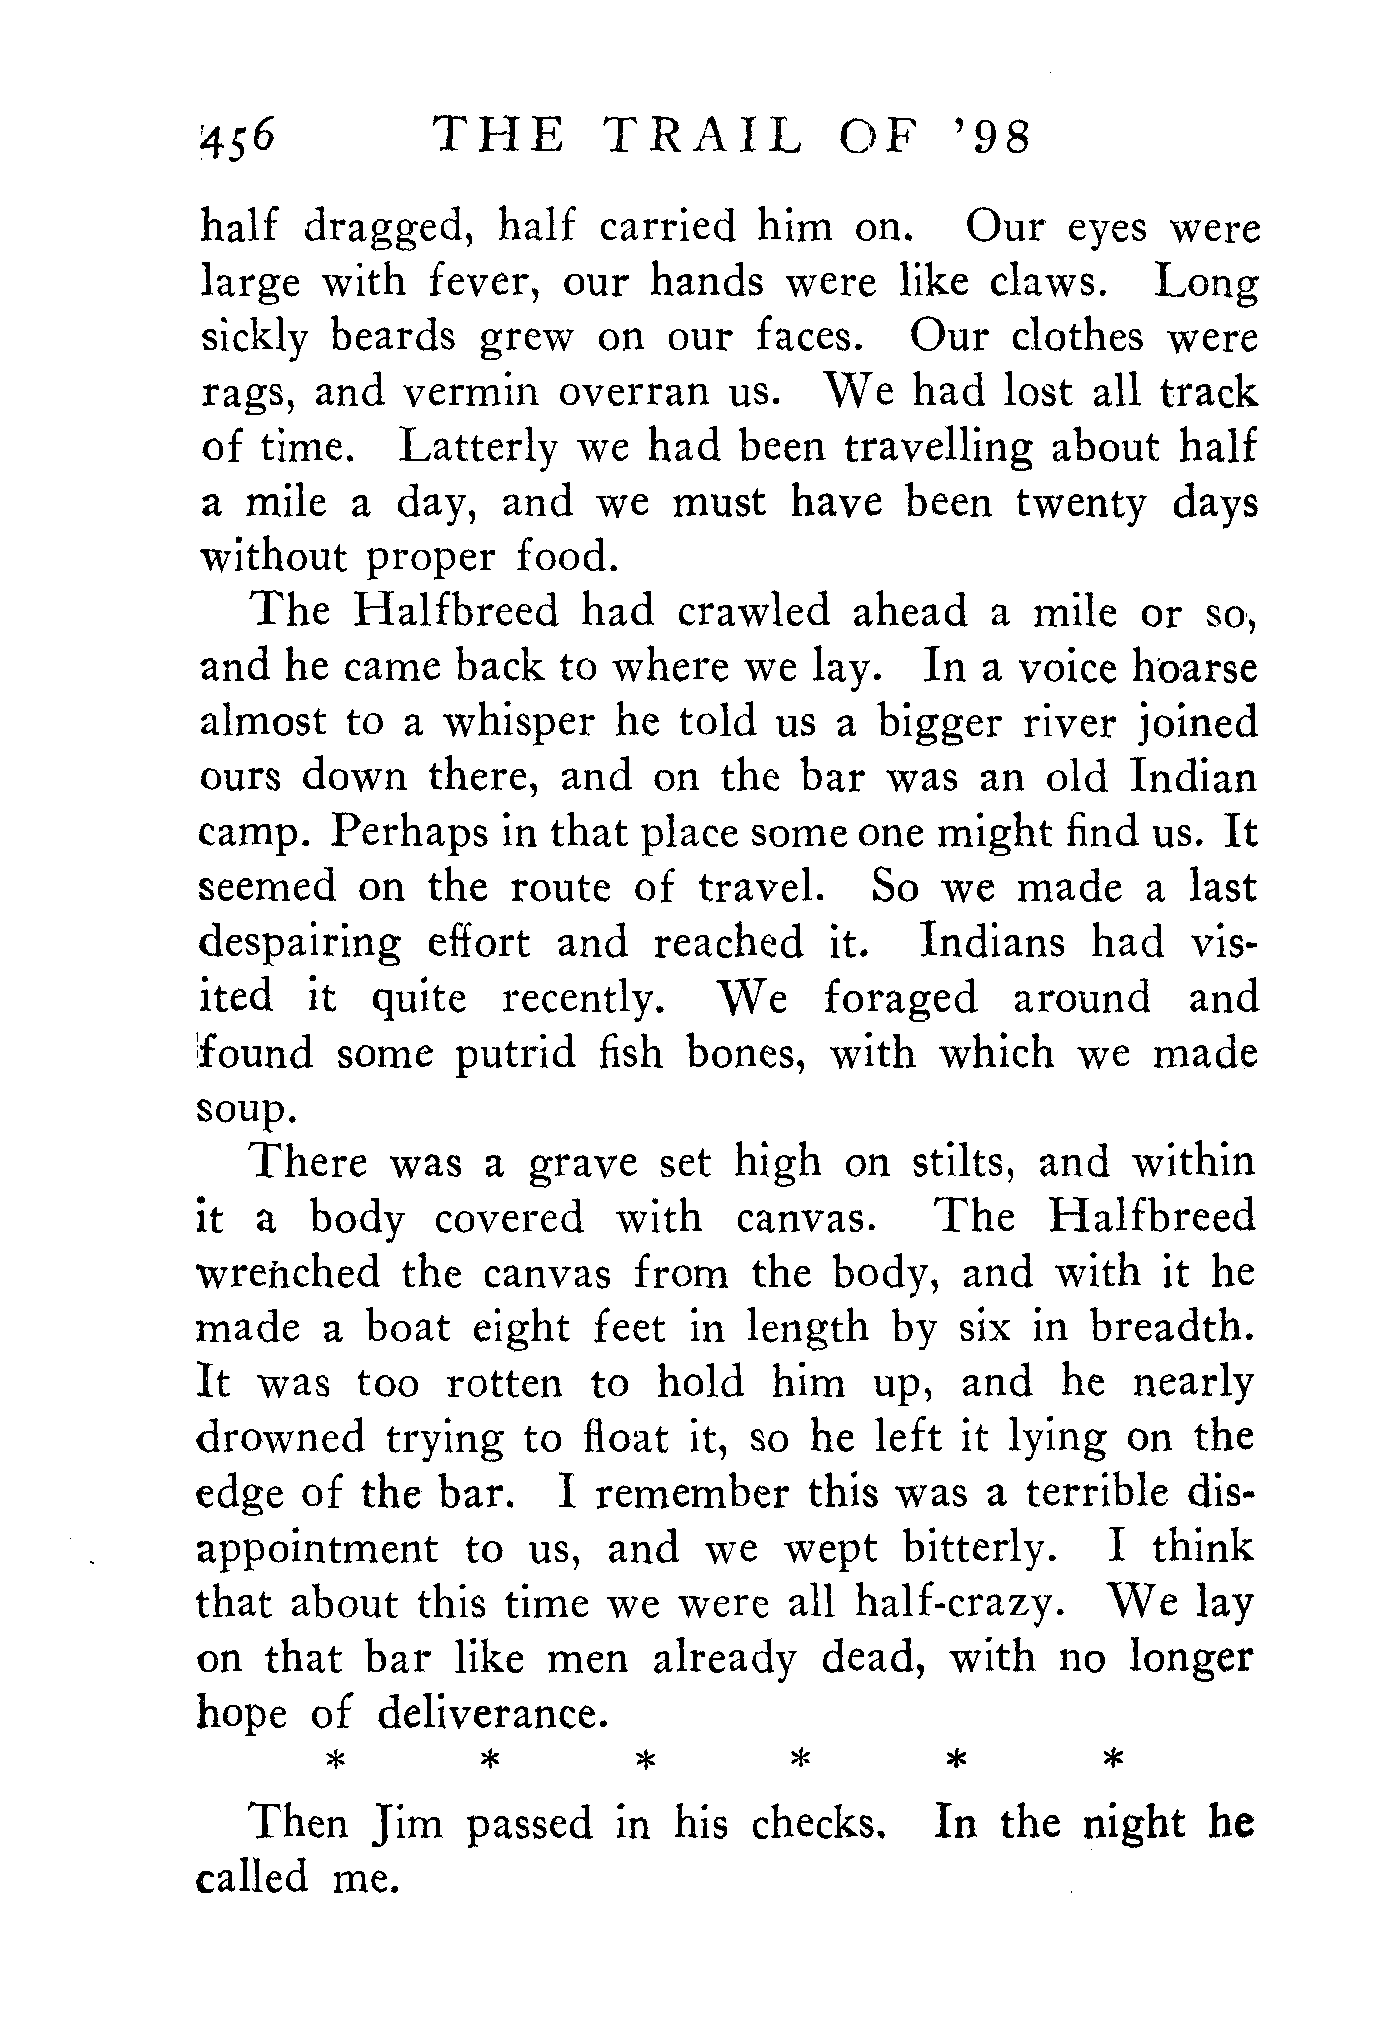 456 THE TRAIL OF ’98
half dragged, half carried him on. Our eyes were
large with fever, our hands were like claws. Long
sickly beards grew on our faces. Our clothes were
rags, and vermin overran us. We had lost all track
of time. Latterly we had been travelling about half
a mile a day, and we must have been twenty days
without proper food.
The Halfbreed had crawled ahead a mile or so,
and he came back to where we lay. In a voice hoarse
almost to a whisper he told us a bigger river joined
ours down there, and on the bar was an old Indian
camp. Perhaps in that place some one might find us. It
seemed on the route of travel. So we made a last
despairing effort and reached it. Indians had vis-
ited it quite recently. We foraged around and
found some putrid fish bones, with which we made
soup.
There was a grave set high on stilts, and within
it a body covered with canvas. The Halfbreed
wrenched the canvas from the body, and with it he
made a boat eight feet in length by six in breadth.
It was too rotten to hold him up, and he nearly
drowned trying to float it, so he left it lying on the
edge of the bar. I remember this was a terrible dis-
appointment to us, and we wept bitterly. I think
that about this time we were all half-crazy. We lay
on that bar like men already dead, with no longer
hope of deliverance.
* * * * * *
Then Jim passed in his checks. In the night he
called me.